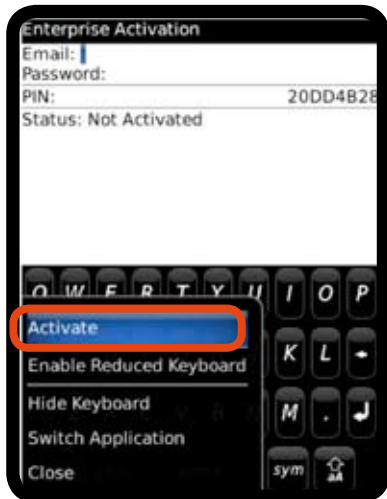 Enterprise Activation
Email:
Password:
PIN: 20DD4B28
Status: Not Activated
Q W E R T Y U I O P
Activate
K L
Enable Reduced Keyboard
Hide Keyboard
M .
Switch Application
Close
sym aA